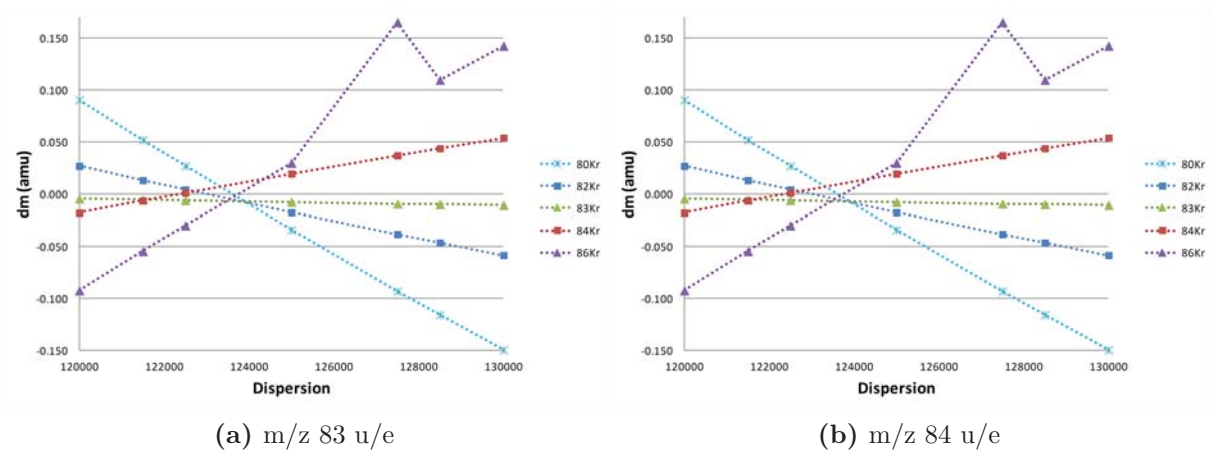 0.150
0.100
0.050
0.000
-0.050
-0.100
-0.150
dm (amu)
120000 122000 124000 126000 128000 130000
Dispersion
80Kr
82Kr
83Kr
84Kr
86Kr
(a) m/z 83 u/e
0.150
0.100
0.050
0.000
-0.050
-0.100
-0.150
dm (amu)
120000 122000 124000 126000 128000 130000
Dispersion
80Kr
82Kr
83Kr
84Kr
86Kr
(b) m/z 84 u/e